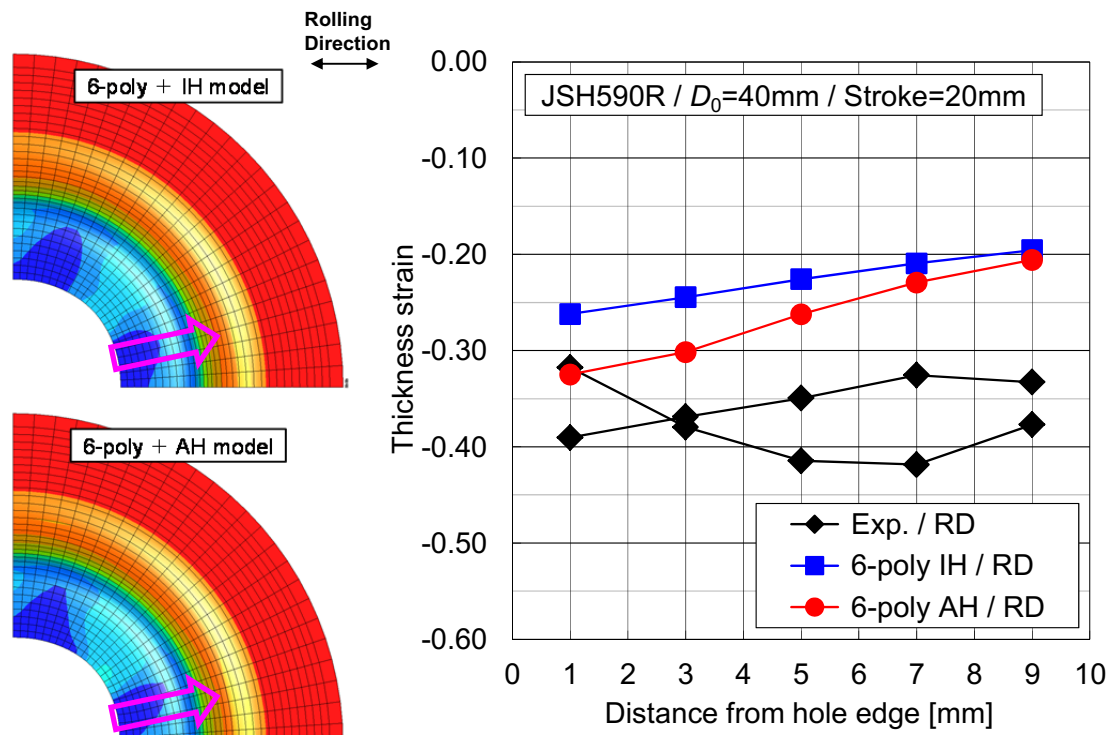 Rolling
Direction
6-poly + IH model
6-poly + AH model
JSH590R / D₀=40mm / Stroke=20mm
Thickness strain
0.00
-0.10
-0.20
-0.30
-0.40
-0.50
-0.60
Exp. / RD
6-poly IH / RD
6-poly AH / RD
0 1 2 3 4 5 6 7 8 9 10
Distance from hole edge [mm]